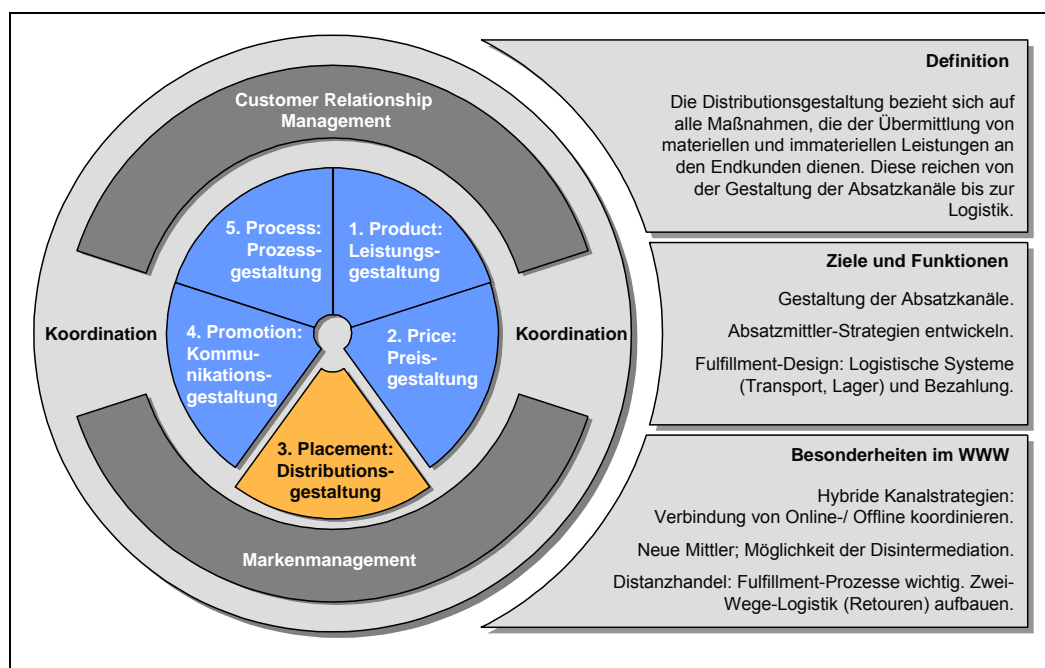 Customer Relationship
Management
5. Process:
Prozess-
gestaltung
1. Product:
Leistungs-
gestaltung
Koordination
4. Promotion:
Kommu-
nikations-
gestaltung
2. Price:
Preis-
gestaltung
Koordination
3. Placement:
Distributions-
gestaltung
Markenmanagement
Definition
Die Distributionsgestaltung bezieht sich auf
alle Maßnahmen, die der Übermittlung von
materiellen und immateriellen Leistungen an
den Endkunden dienen. Diese reichen von
der Gestaltung der Absatzkanäle bis zur
Logistik.
Ziele und Funktionen
Gestaltung der Absatzkanäle.
Absatzmittler-Strategien entwickeln.
Fulfillment-Design: Logistische Systeme
(Transport, Lager) und Bezahlung.
Besonderheiten im WWW
Hybride Kanalstrategien:
Verbindung von Online-/ Offline koordinieren.
Neue Mittler; Möglichkeit der Disintermediation.
Distanzhandel: Fulfillment-Prozesse wichtig. Zwei-
Wege-Logistik (Retouren) aufbauen.